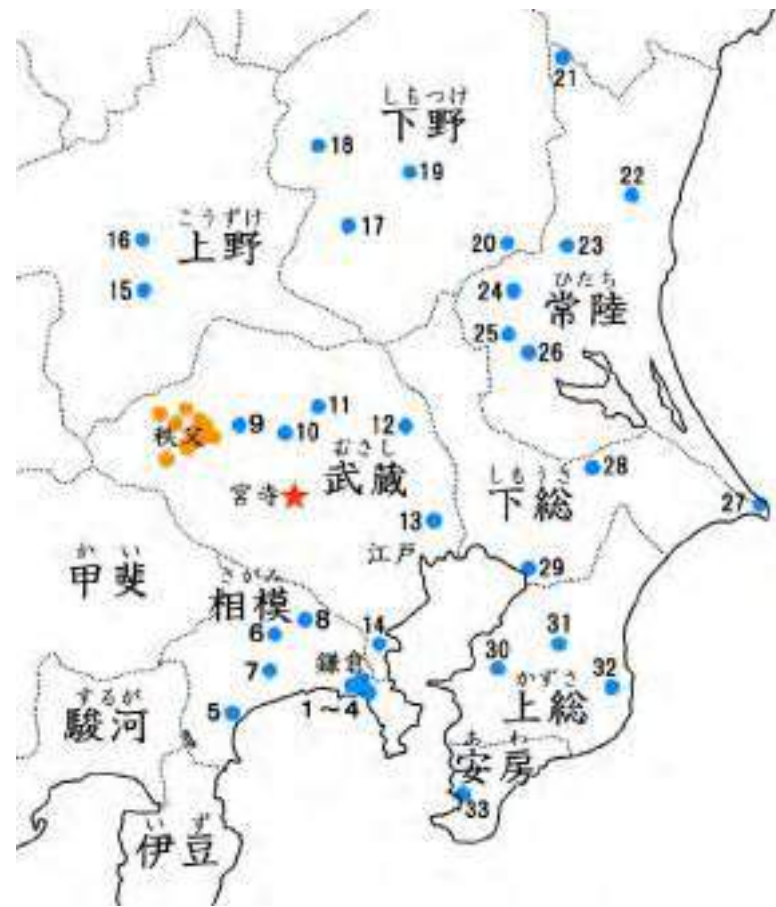 21
しもつけ
下野
18
19
22
こうずけ
上野
16
17
20
23
15
24
ひたち
常陸
25
26
秩父
9
10
11
12
むさし
武蔵
宮寺
13
江戸
しもうさ
下総
28
27
29
かい
甲斐
さがみ
相模
8
6
14
7
鎌倉
1～4
5
するが
駿河
いず
伊豆
31
30
32
かずさ
上総
あわ
安房
33